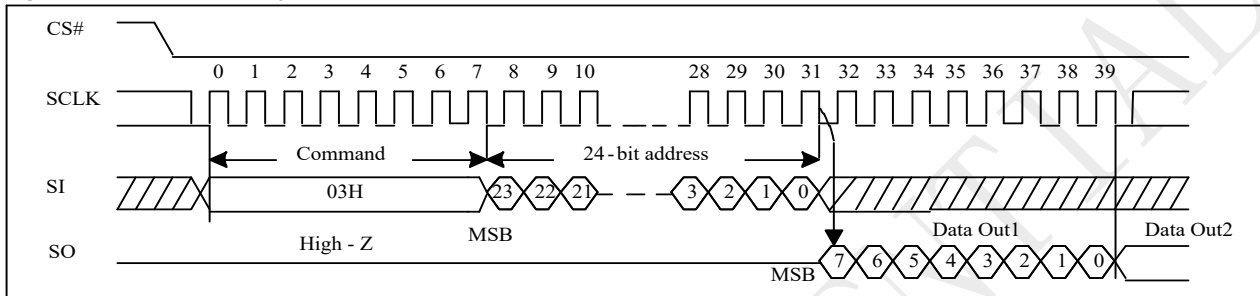 CS#
0 1 2 3 4 5 6 7 8 9 10 28 29 30 31 32 33 34 35 36 37 38 39
SCLK
Command 24-bit address
SI 03H 23 22 21 3 2 1 0
High - Z MSB Data Out1 Data Out2
SO MSB 7 6 5 4 3 2 1 0
NTIAL